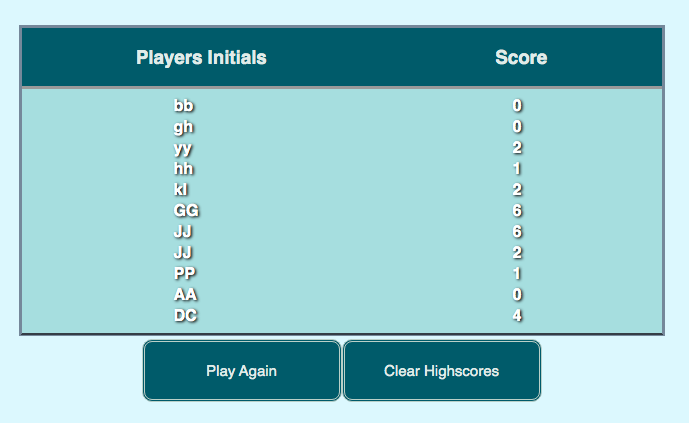 Players Initials Score
bb 0
gh 0
yy 2
hh 1
kl 2
GG 6
JJ 6
JJ 2
PP 1
AA 0
DC 4
Play Again Clear Highscores